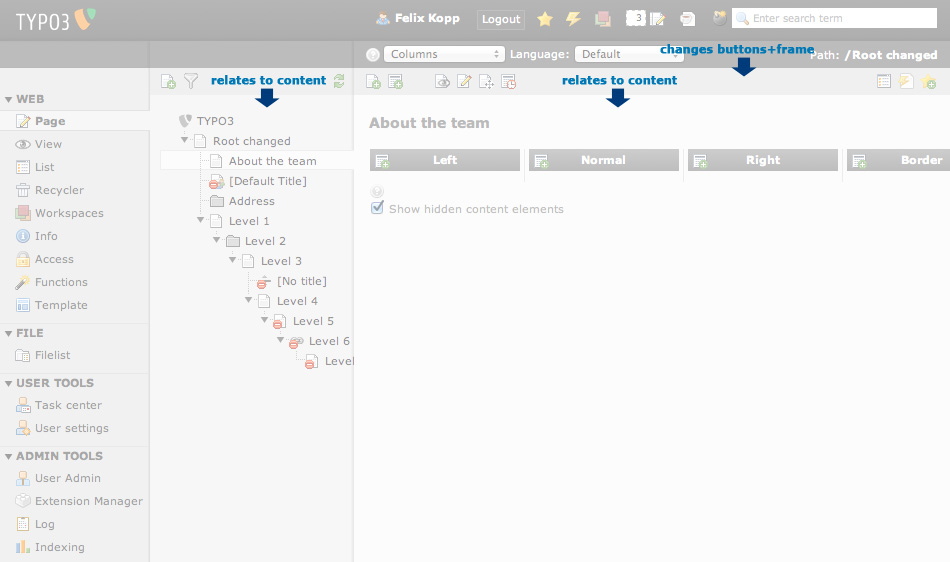 TYPO3
Felix Kopp
Logout
3
Enter search term
Columns
Language:
Default
changes buttons+frame
Path: /Root changed
relates to content
relates to content
WEB
Page
View
List
Recycler
Workspaces
Info
Access
Functions
Template
FILE
Filelist
USER TOOLS
Task center
User settings
ADMIN TOOLS
User Admin
Extension Manager
Log
Indexing
TYPO3
Root changed
About the team
[Default Title]
Address
Level 1
Level 2
Level 3
[No title]
Level 4
Level 5
Level 6
Level
About the team
Left
Normal
Right
Border
Show hidden content elements